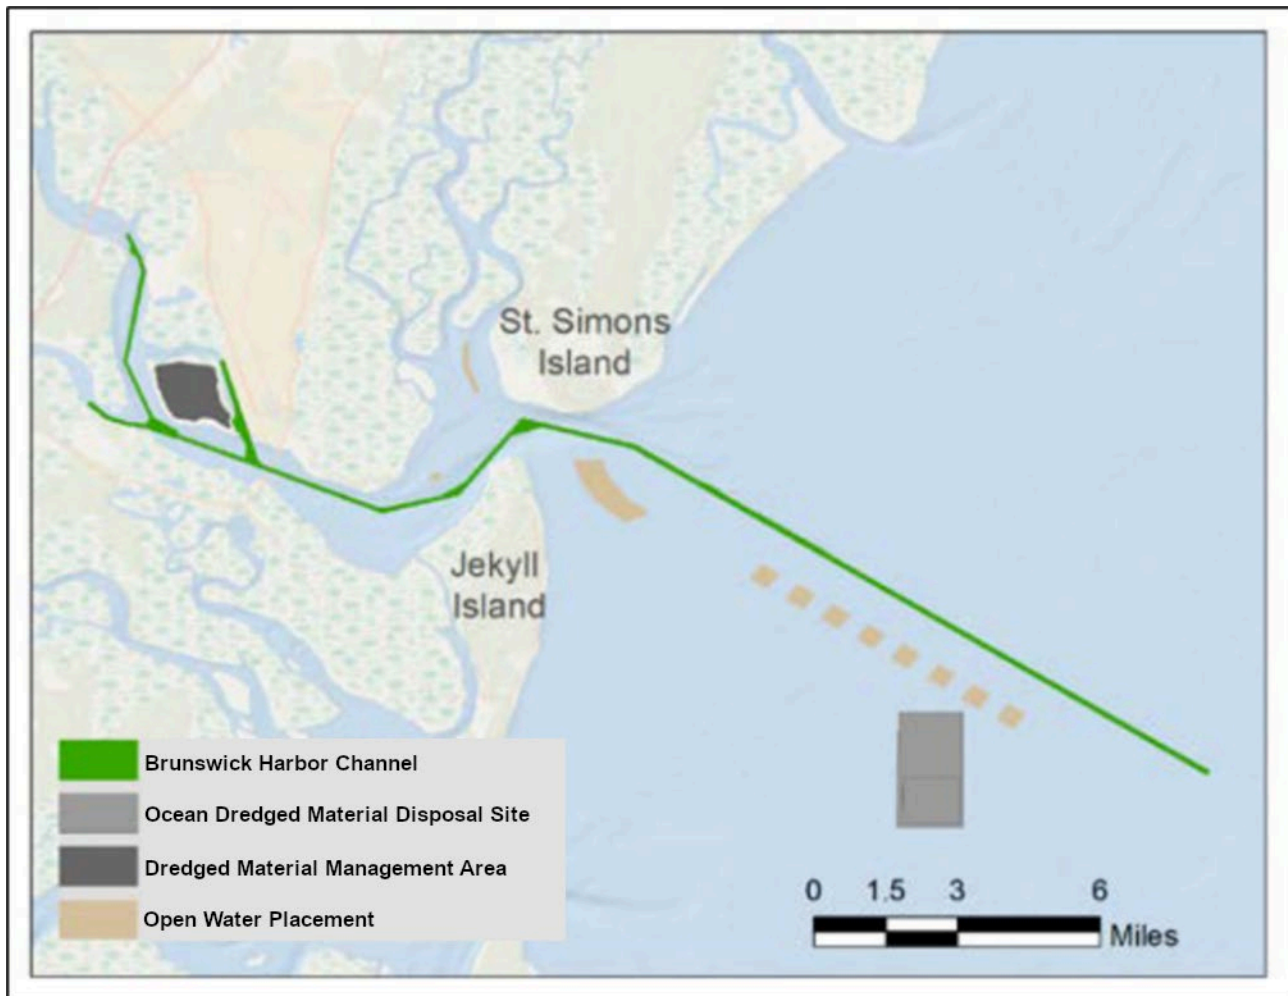 St. Simons
Island
Jekyll
Island
Brunswick Harbor Channel
Ocean Dredged Material Disposal Site
Dredged Material Management Area
Open Water Placement
0 1.5 3 6
Miles